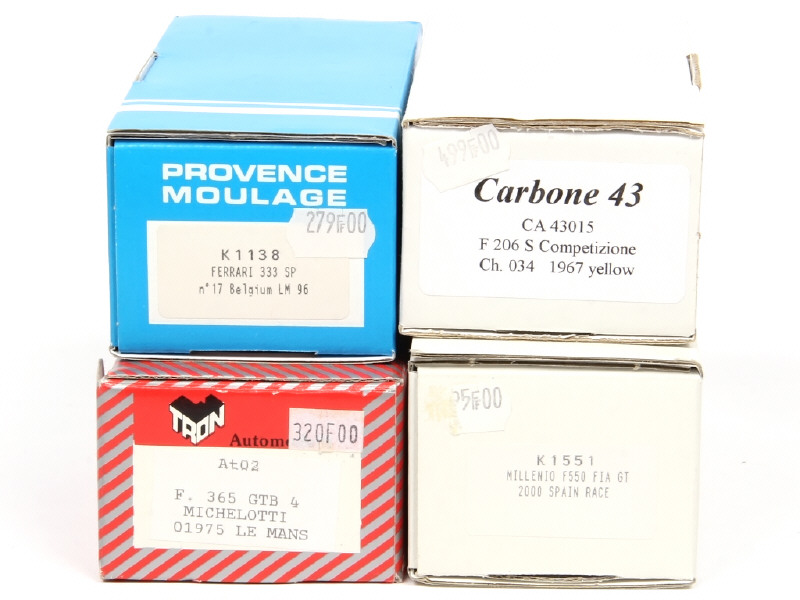 PROVENCE
MOULAGE
279FF00
K1138
FERRARI 333 SP
n°17 Belgium LM 96
499F00
Carbone 43
CA 43015
F 206 S Competizione
Ch. 034 1967 yellow
TRON
320F00
At02
F. 365 GTB 4
MICHELOTTI
01975 LE MANS
K1551
MILLENIO F550 FIA GT
2000 SPAIN RACE